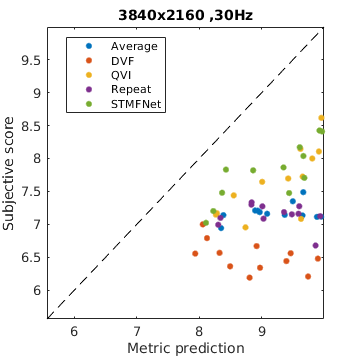 3840x2160 ,30Hz
Average
DVF
QVI
Repeat
STMFNet
9.5
9
8.5
8
7.5
7
6.5
6
Subjective score
6 7 8 9
Metric prediction